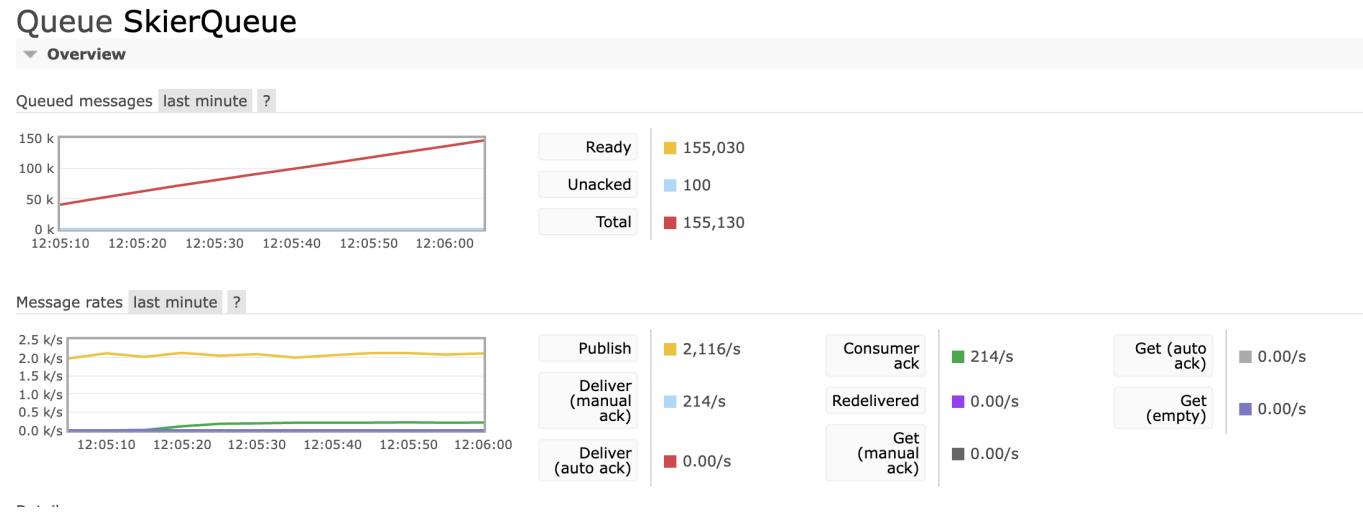 Queue SkierQueue
Overview
Queued messages last minute ?
150 k
100 k
50 k
0 k
12:05:10 12:05:20 12:05:30 12:05:40 12:05:50 12:06:00
Ready 155,030
Unacked 100
Total 155,130
Message rates last minute ?
2.5 k/s
2.0 k/s
1.5 k/s
1.0 k/s
0.5 k/s
0.0 k/s
12:05:10 12:05:20 12:05:30 12:05:40 12:05:50 12:06:00
Publish 2,116/s
Deliver
(manual 214/s
ack)
Deliver
(auto ack) 0.00/s
Consumer
ack 214/s
Redelivered 0.00/s
Get
(manual 0.00/s
ack)
Get (auto
ack) 0.00/s
Get
(empty) 0.00/s